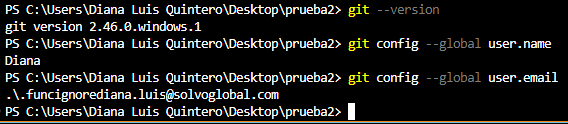 PS C:\Users\Diana Luis Quintero\Desktop\prueba2> git --version
git version 2.46.0.windows.1
PS C:\Users\Diana Luis Quintero\Desktop\prueba2> git config --global user.name
Diana
PS C:\Users\Diana Luis Quintero\Desktop\prueba2> git config --global user.email
.\.funcignorediana.luis@solvoglobal.com
PS C:\Users\Diana Luis Quintero\Desktop\prueba2>